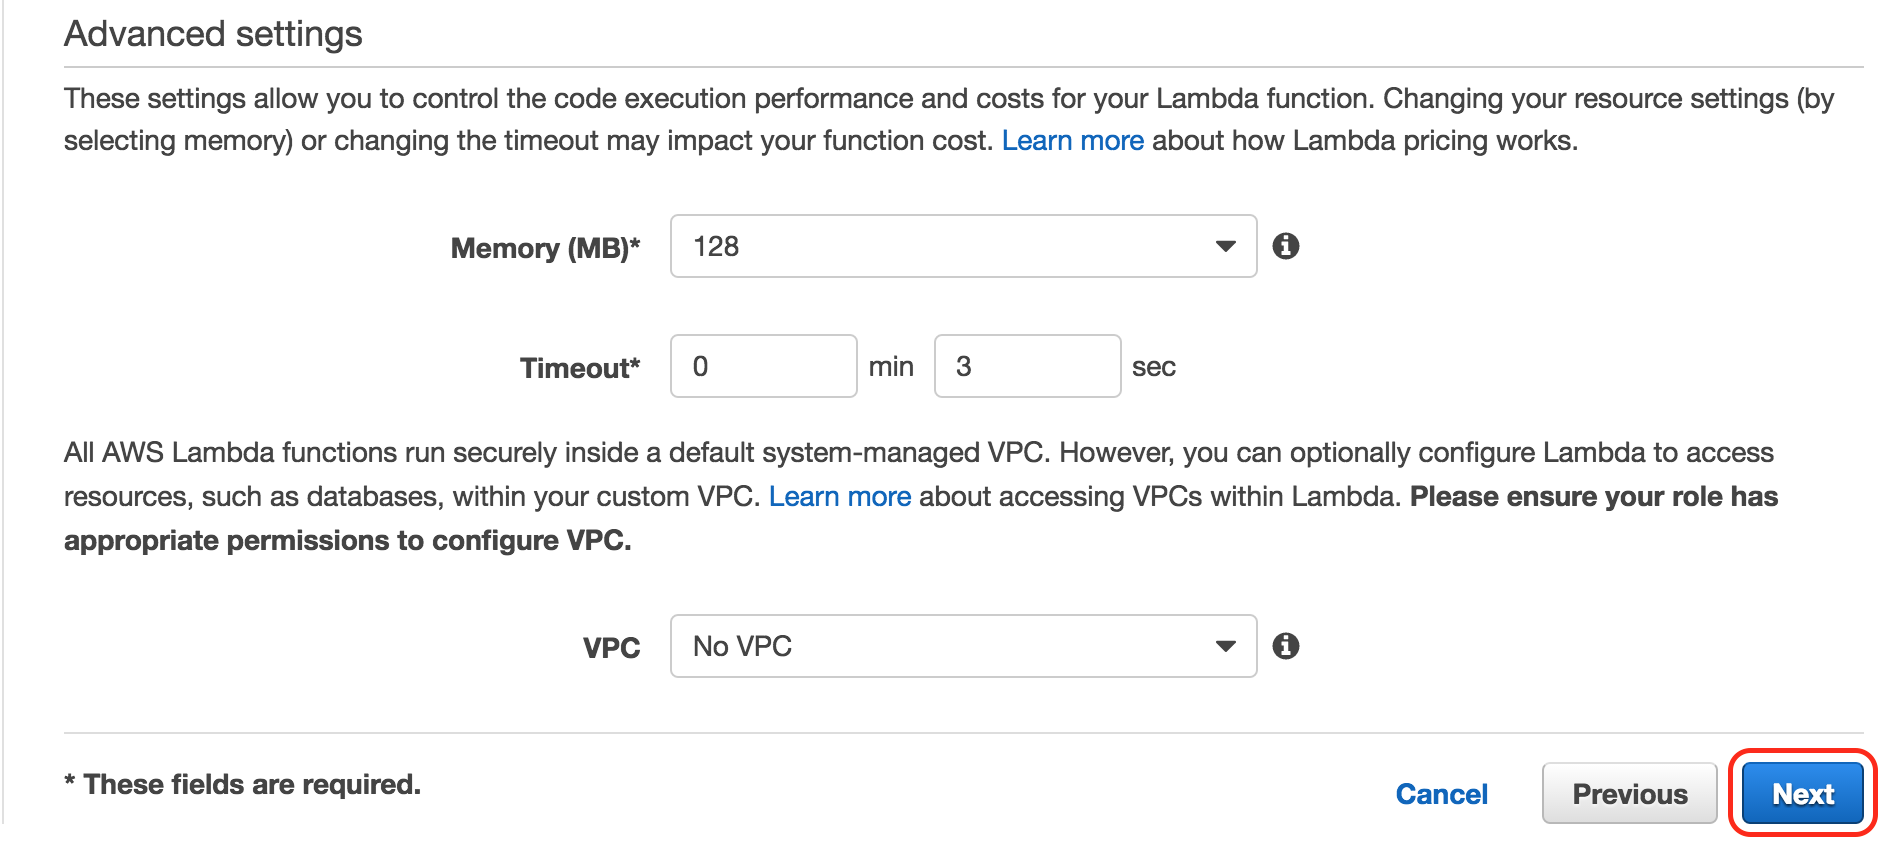 Advanced settings
These settings allow you to control the code execution performance and costs for your Lambda function. Changing your resource settings (by
selecting memory) or changing the timeout may impact your function cost. Learn more about how Lambda pricing works.
Memory (MB)* 128
Timeout* 0 min 3 sec
All AWS Lambda functions run securely inside a default system-managed VPC. However, you can optionally configure Lambda to access
resources, such as databases, within your custom VPC. Learn more about accessing VPCs within Lambda. Please ensure your role has
appropriate permissions to configure VPC.
VPC No VPC
* These fields are required. Cancel Previous Next